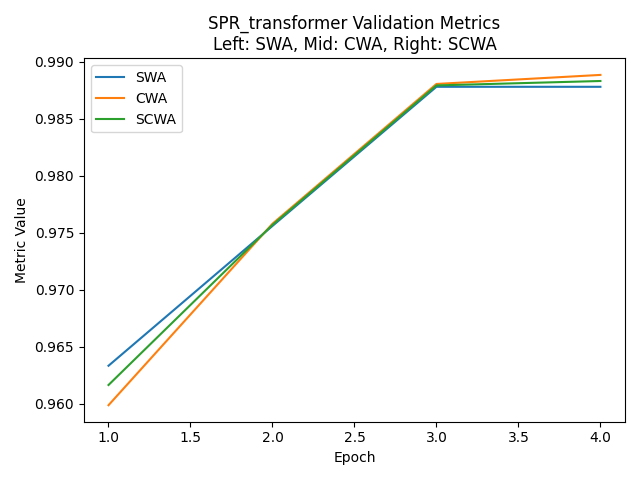 SPR_transformer Validation Metrics
Left: SWA, Mid: CWA, Right: SCWA
SWA
CWA
SCWA
Metric Value
0.990
0.985
0.980
0.975
0.970
0.965
0.960
1.0 1.5 2.0 2.5 3.0 3.5 4.0
Epoch